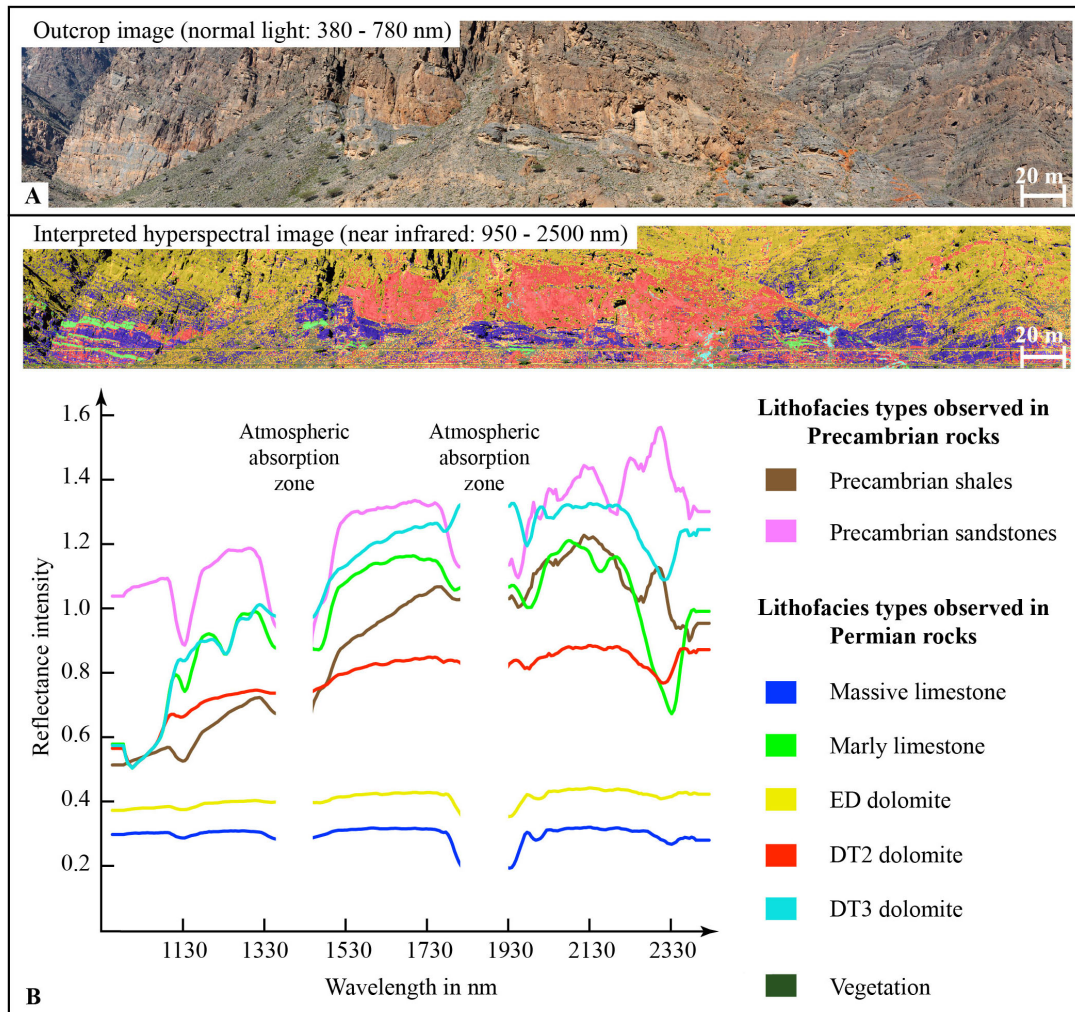 Outcrop image (normal light: 380 - 780 nm)
A
20 m
Interpreted hyperspectral image (near infrared: 950 - 2500 nm)
20 m
1.6
1.4
1.2
1.0
0.8
0.6
0.4
0.2
Reflectance intensity
Atmospheric
absorption
zone
Atmospheric
absorption
zone
1130
1330
1530
1730
1930
2130
2330
Wavelength in nm
B
Lithofacies types observed in
Precambrian rocks
Precambrian shales
Precambrian sandstones
Lithofacies types observed in
Permian rocks
Massive limestone
Marly limestone
ED dolomite
DT2 dolomite
DT3 dolomite
Vegetation